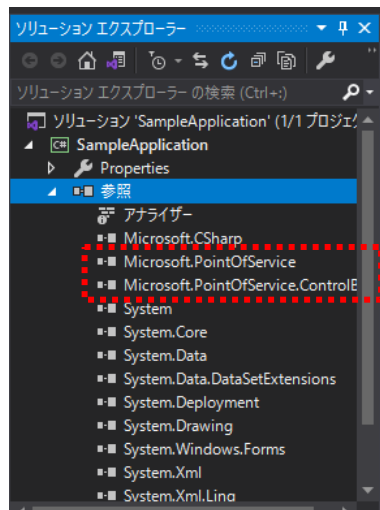 ソリューション エクスプローラー
ソリューション エクスプローラー の検索 (Ctrl+:)
ソリューション 'SampleApplication' (1/1 プロジェク
C# SampleApplication
Properties
参照
アナライザー
Microsoft.CSharp
Microsoft.PointOfService
Microsoft.PointOfService.ControlB
System
System.Core
System.Data
System.Data.DataSetExtensions
System.Deployment
System.Drawing
System.Windows.Forms
System.Xml
System.Xml.Linq